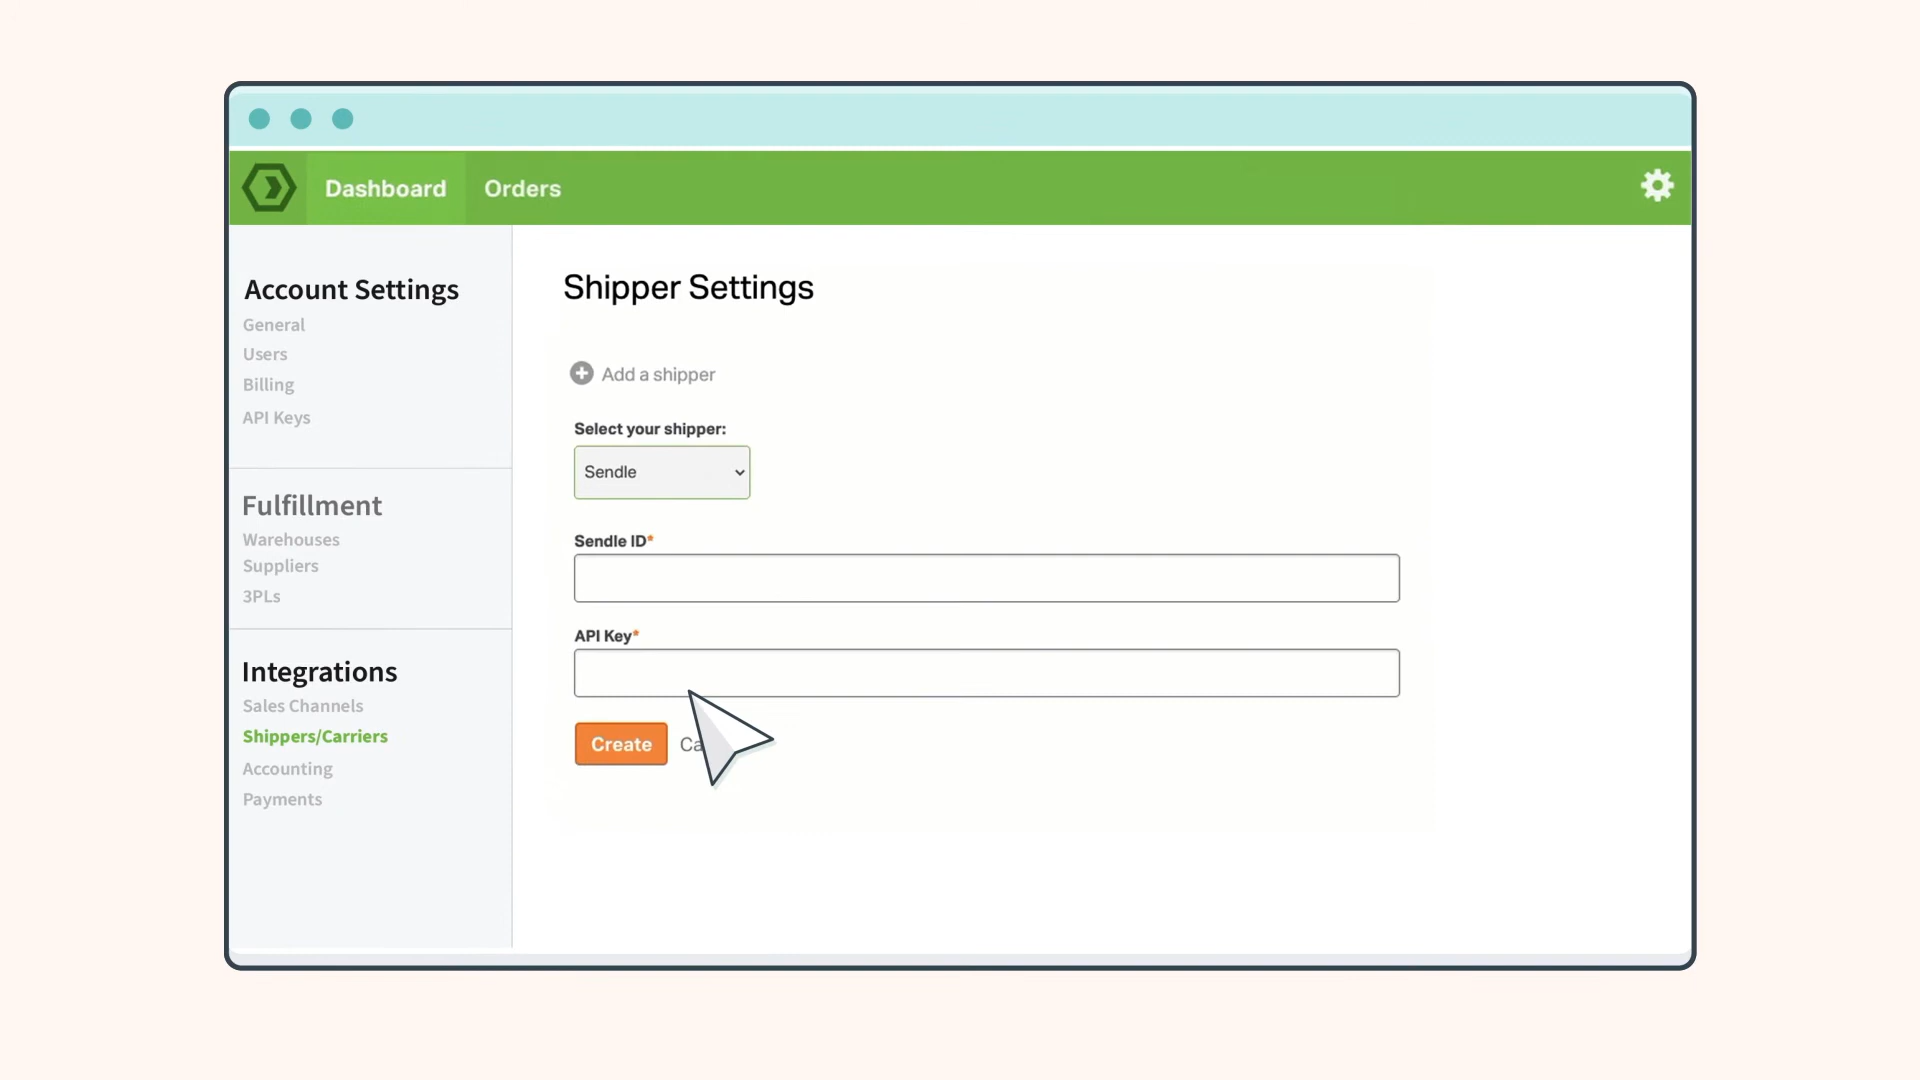 Dashboard
Orders
Account Settings
General
Users
Billing
API Keys
Fulfillment
Warehouses
Suppliers
3PLs
Integrations
Sales Channels
Shippers/Carriers
Accounting
Payments
Shipper Settings
Add a shipper
Select your shipper:
Sendle
Sendle ID*
API Key*
Create